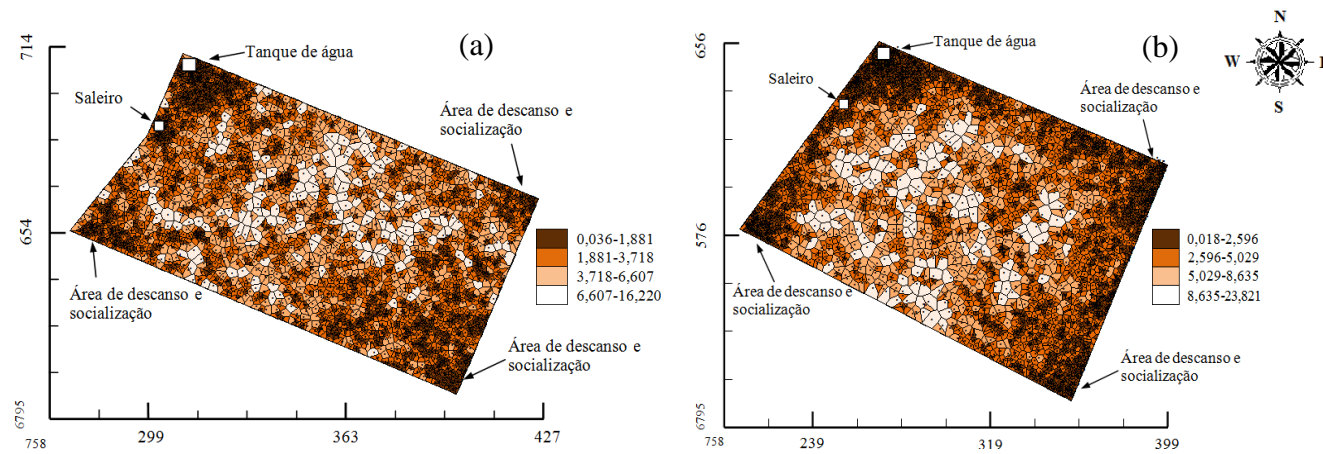 (a)
714
654
6795
758
299
363
427
Tanque de água
Saleiro
Área de descanso e
socialização
Área de descanso e
socialização
Área de descanso e
socialização
0,036-1,881
1,881-3,718
3,718-6,607
6,607-16,220
(b)
656
576
6795
758
239
319
399
Tanque de água
Saleiro
Área de descanso e
socialização
Área de descanso e
socialização
Área de descanso e
socialização
0,018-2,596
2,596-5,029
5,029-8,635
8,635-23,821
N
W
S